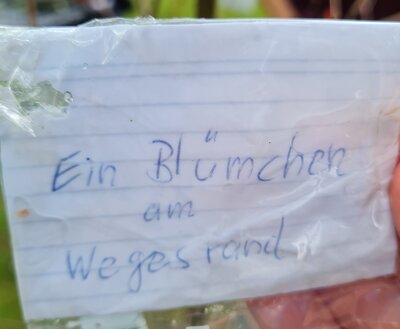 Ein Blümchen
am
Wegesrand